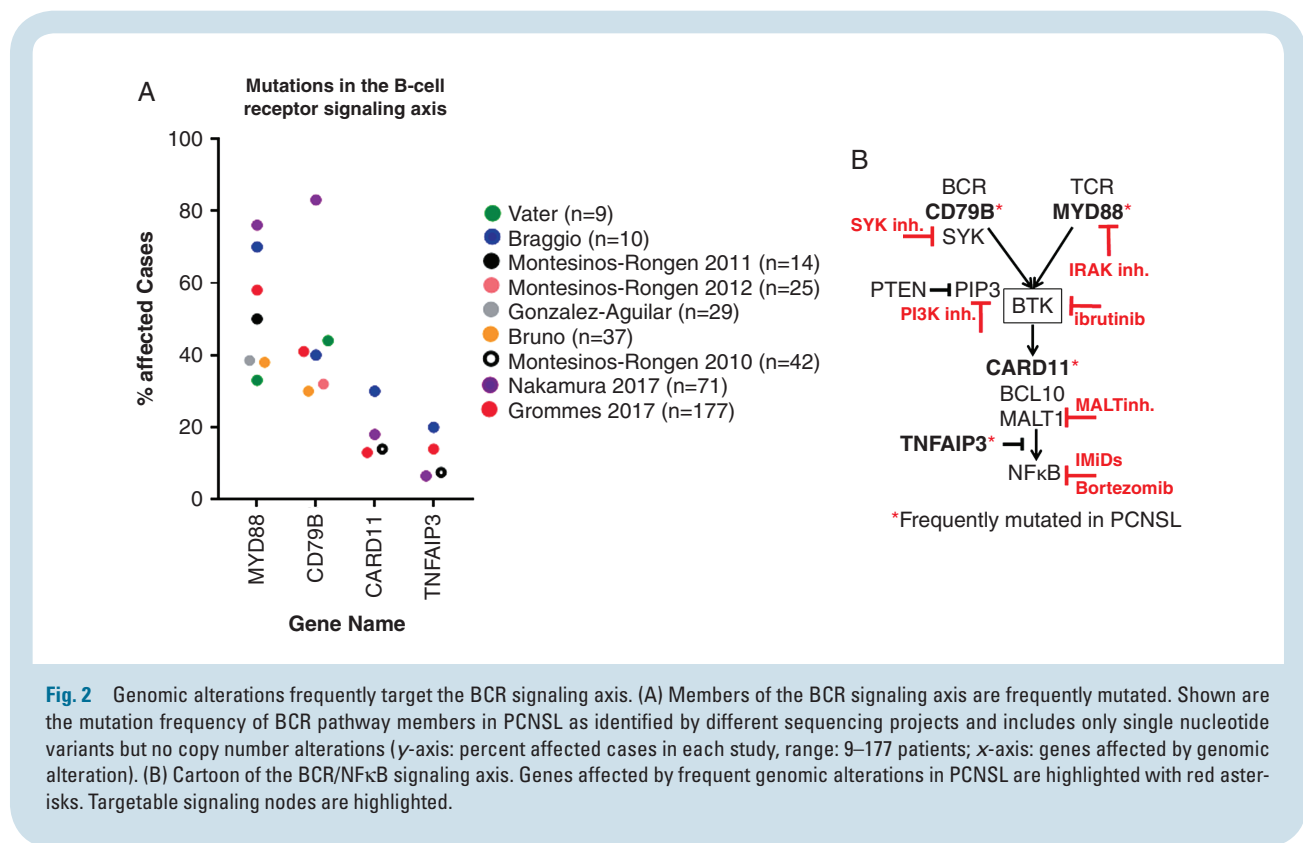 A
Mutations in the B-cell
receptor signaling axis
% affected Cases
100
80
60
40
20
0
MYD88
CD79B
CARD11
TNFAIP3
Gene Name
Vater (n=9)
Braggio (n=10)
Montesinos-Rongen 2011 (n=14)
Montesinos-Rongen 2012 (n=25)
Gonzalez-Aguilar (n=29)
Bruno (n=37)
Montesinos-Rongen 2010 (n=42)
Nakamura 2017 (n=71)
Grommes 2017 (n=177)
B
BCR
TCR
CD79B*
MYD88*
SYK inh.
SYK
IRAK inh.
PTEN
PIP3
BTK
PI3K inh.
ibrutinib
CARD11*
BCL10
MALT1
MALTinh.
TNFAIP3*
NFκB
IMiDs
Bortezomib
*Frequently mutated in PCNSL
Fig. 2 Genomic alterations frequently target the BCR signaling axis. (A) Members of the BCR signaling axis are frequently mutated. Shown are
the mutation frequency of BCR pathway members in PCNSL as identified by different sequencing projects and includes only single nucleotide
variants but no copy number alterations (y-axis: percent affected cases in each study, range: 9–177 patients; x-axis: genes affected by genomic
alteration). (B) Cartoon of the BCR/NFκB signaling axis. Genes affected by frequent genomic alterations in PCNSL are highlighted with red aster-
isks. Targetable signaling nodes are highlighted.